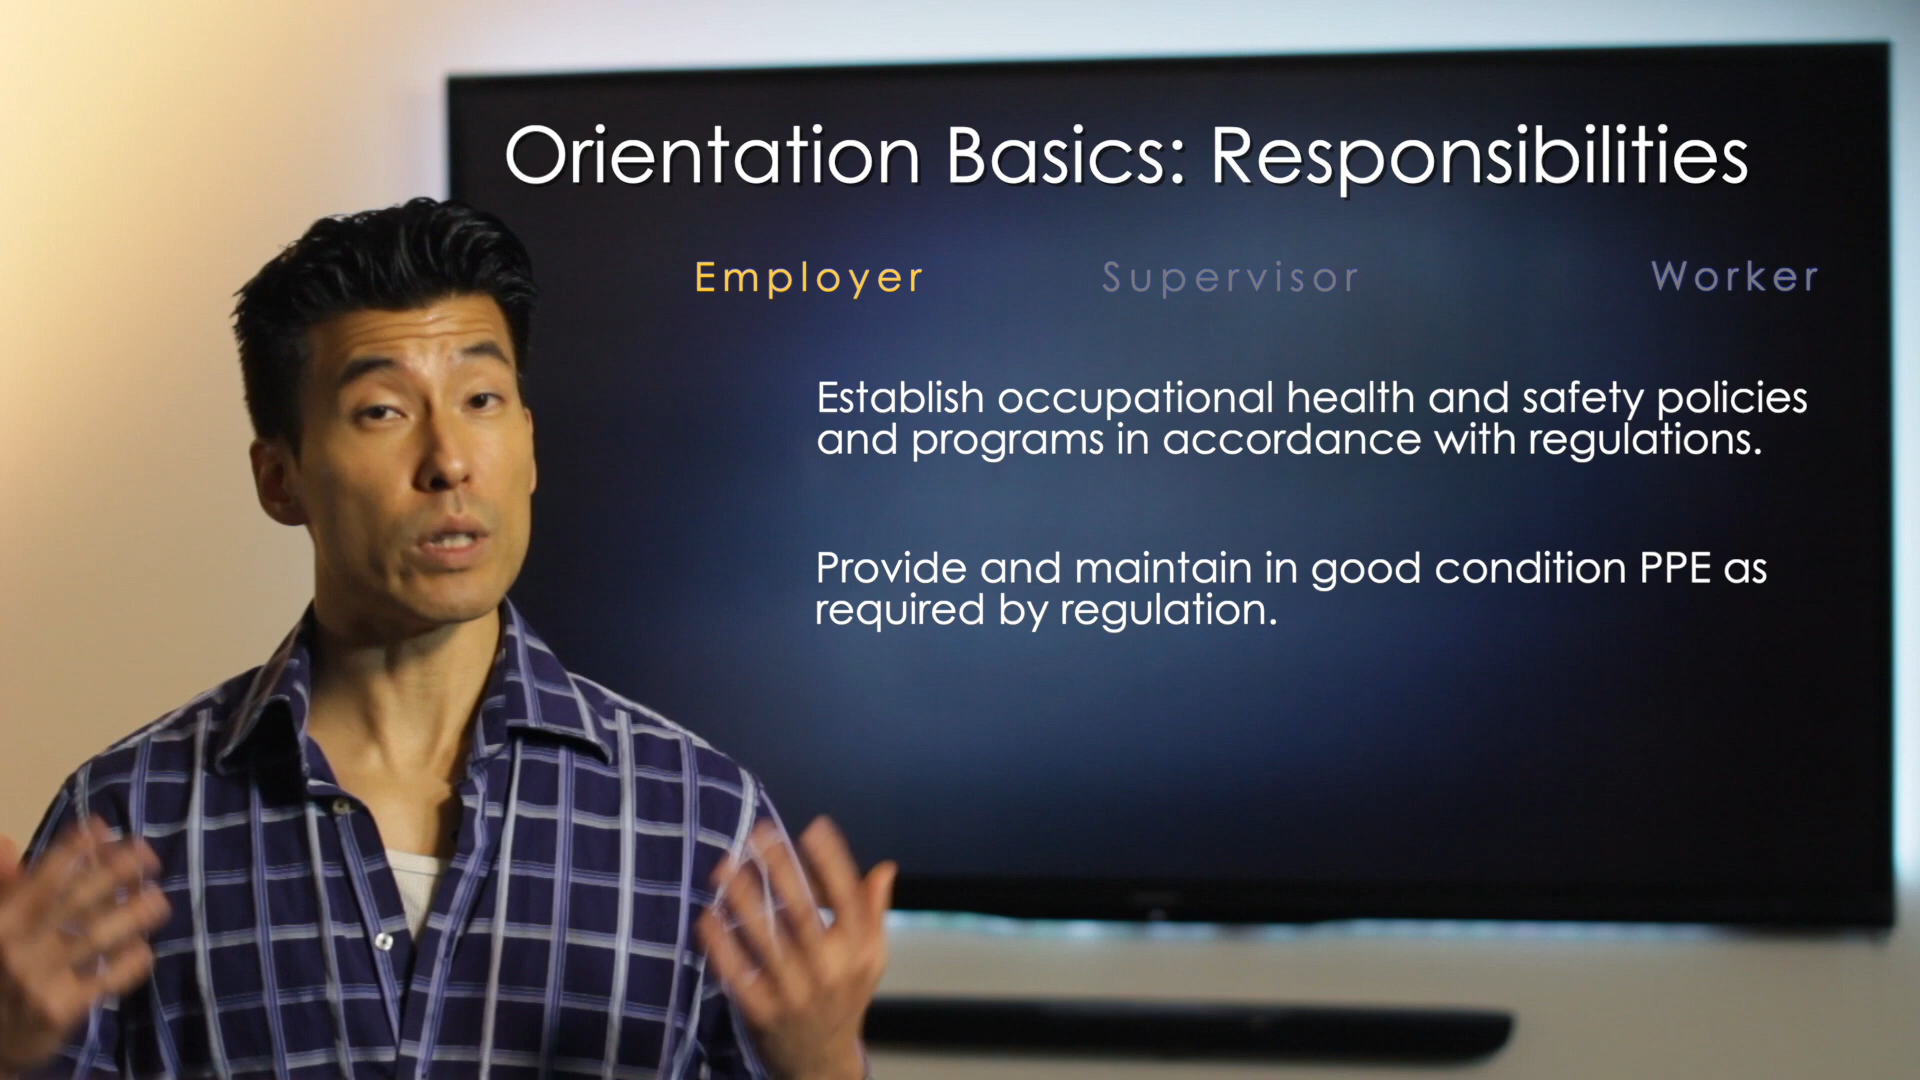 Orientation Basics: Responsibilities
Employer Supervisor Worker
Establish occupational health and safety policies
and programs in accordance with regulations.
Provide and maintain in good condition PPE as
required by regulation.